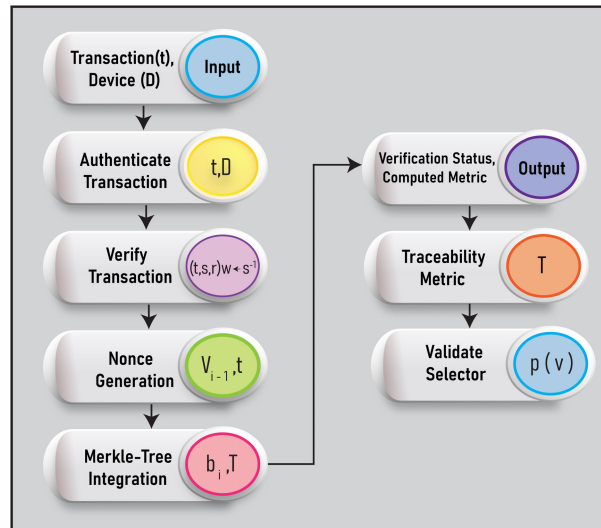 Transaction(t),
Device (D)
Input
Authenticate
Transaction
t,D
Verify
Transaction
(t,s,r)w ← s⁻¹
Nonce
Generation
Vᵢ₋₁,t
Merkle-Tree
Integration
bᵢ,T
Verification Status,
Computed Metric
Output
Traceability
Metric
T
Validate
Selector
p(v)